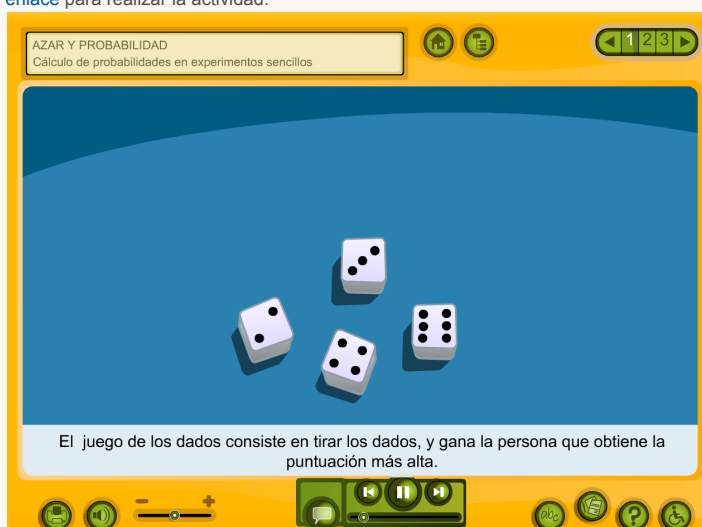 enlace para realizar la actividad.
AZAR Y PROBABILIDAD
Cálculo de probabilidades en experimentos sencillos
1 2 3
El juego de los dados consiste en tirar los dados, y gana la persona que obtiene la
puntuación más alta.
- +
abc ?